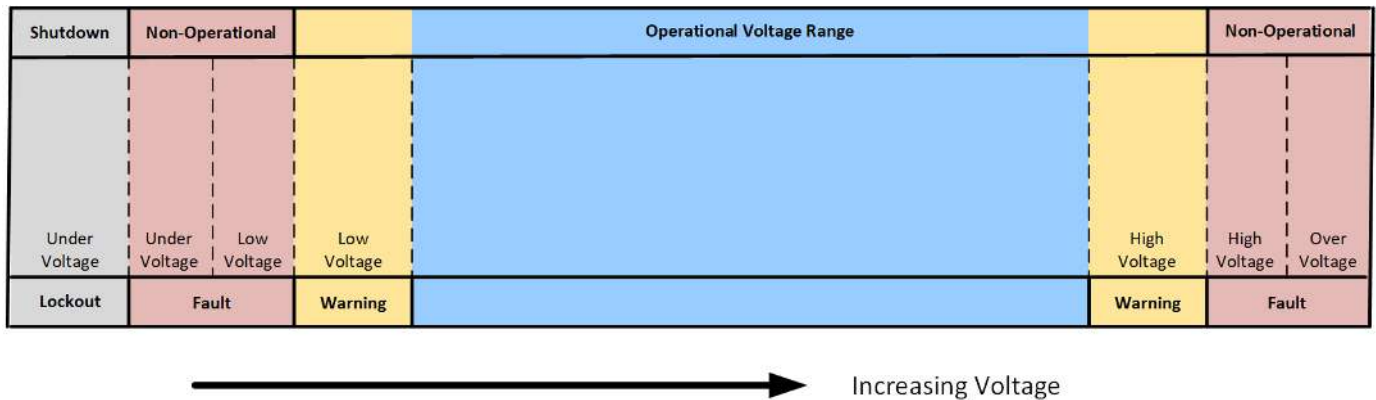 Shutdown
Non-Operational
Operational Voltage Range
Non-Operational
Under
Voltage
Under
Voltage
Low
Voltage
Low
Voltage
High
Voltage
High
Voltage
Over
Voltage
Lockout
Fault
Warning
Warning
Fault
Increasing Voltage